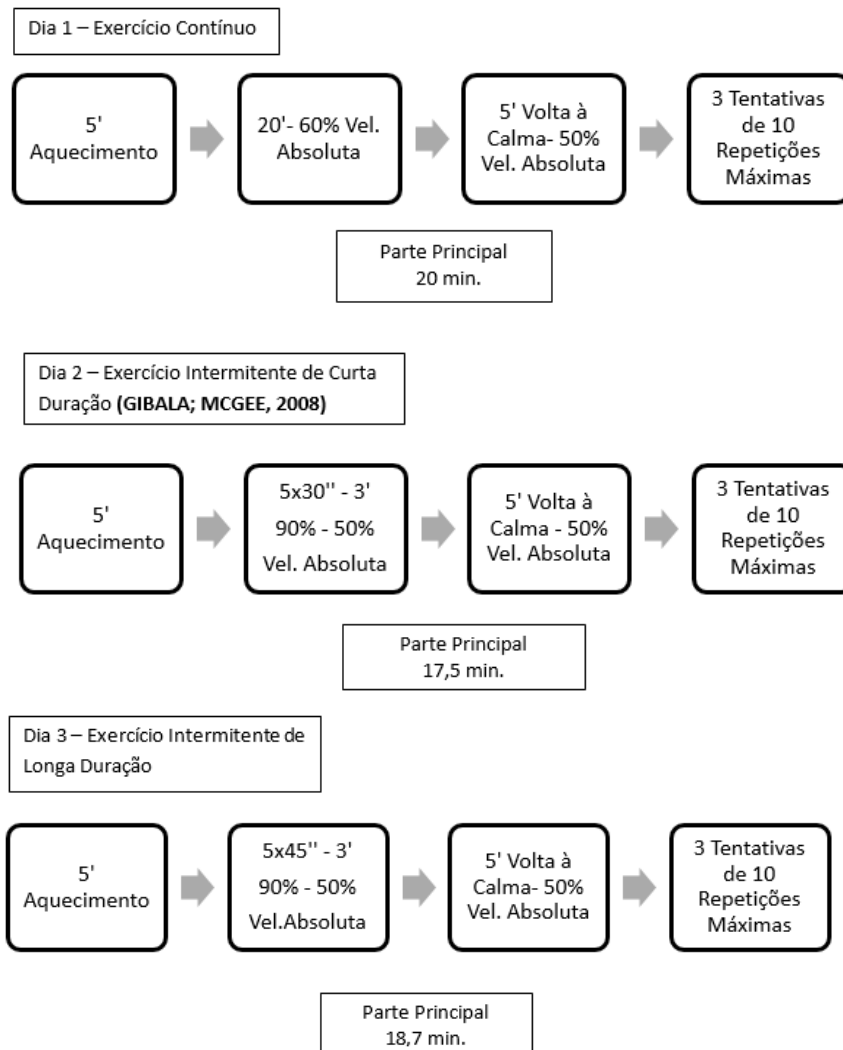 Dia 1 – Exercício Contínuo
5'
Aquecimento
20'- 60% Vel.
Absoluta
5' Volta à
Calma- 50%
Vel. Absoluta
3 Tentativas
de 10
Repetições
Máximas
Parte Principal
20 min.
Dia 2 – Exercício Intermitente de Curta
Duração (GIBALA; MCGEE, 2008)
5'
Aquecimento
5x30'' - 3'
90% - 50%
Vel. Absoluta
5' Volta à
Calma - 50%
Vel. Absoluta
3 Tentativas
de 10
Repetições
Máximas
Parte Principal
17,5 min.
Dia 3 – Exercício Intermitente de
Longa Duração
5'
Aquecimento
5x45'' - 3'
90% - 50%
Vel.Absoluta
5' Volta à
Calma- 50%
Vel. Absoluta
3 Tentativas
de 10
Repetições
Máximas
Parte Principal
18,7 min.